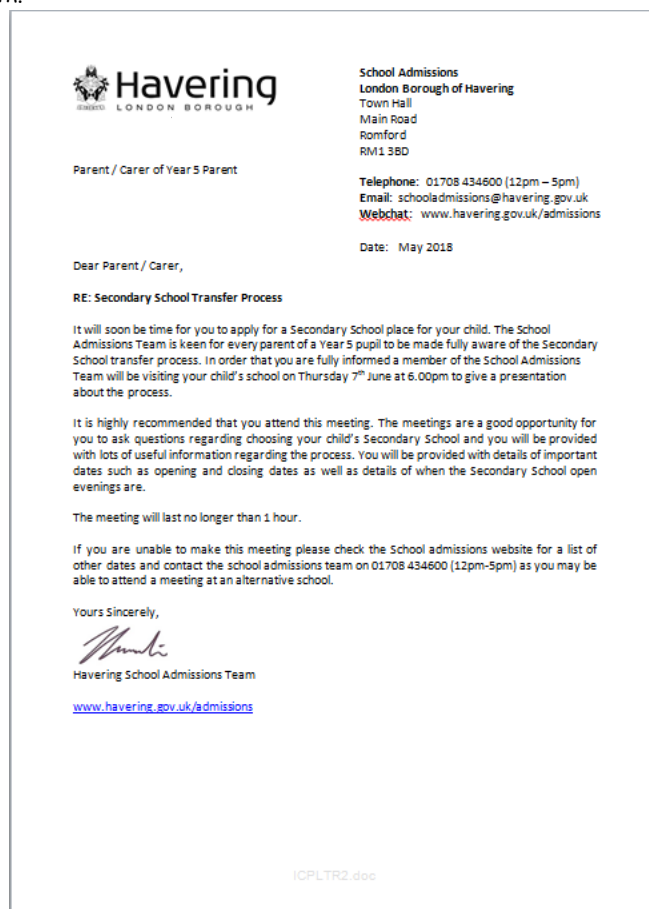 Havering
LONDON BOROUGH
School Admissions
London Borough of Havering
Town Hall
Main Road
Romford
RM1 3BD
Parent / Carer of Year 5 Parent
Telephone: 01708 434600 (12pm – 5pm)
Email: schooladmissions@havering.gov.uk
Webchat: www.havering.gov.uk/admissions
Date: May 2018
Dear Parent / Carer,
RE: Secondary School Transfer Process
It will soon be time for you to apply for a Secondary School place for your child. The School
Admissions Team is keen for every parent of a Year 5 pupil to be made fully aware of the Secondary
School transfer process. In order that you are fully informed a member of the School Admissions
Team will be visiting your child's school on Thursday 7th June at 6.00pm to give a presentation
about the process.
It is highly recommended that you attend this meeting. The meetings are a good opportunity for
you to ask questions regarding choosing your child's Secondary School and you will be provided
with lots of useful information regarding the process. You will be provided with details of important
dates such as opening and closing dates as well as details of when the Secondary School open
evenings are.
The meeting will last no longer than 1 hour.
If you are unable to make this meeting please check the School admissions website for a list of
other dates and contact the school admissions team on 01708 434600 (12pm-5pm) as you may be
able to attend a meeting at an alternative school.
Yours Sincerely,
Havering School Admissions Team
www.havering.gov.uk/admissions
ICPLTR2.doc